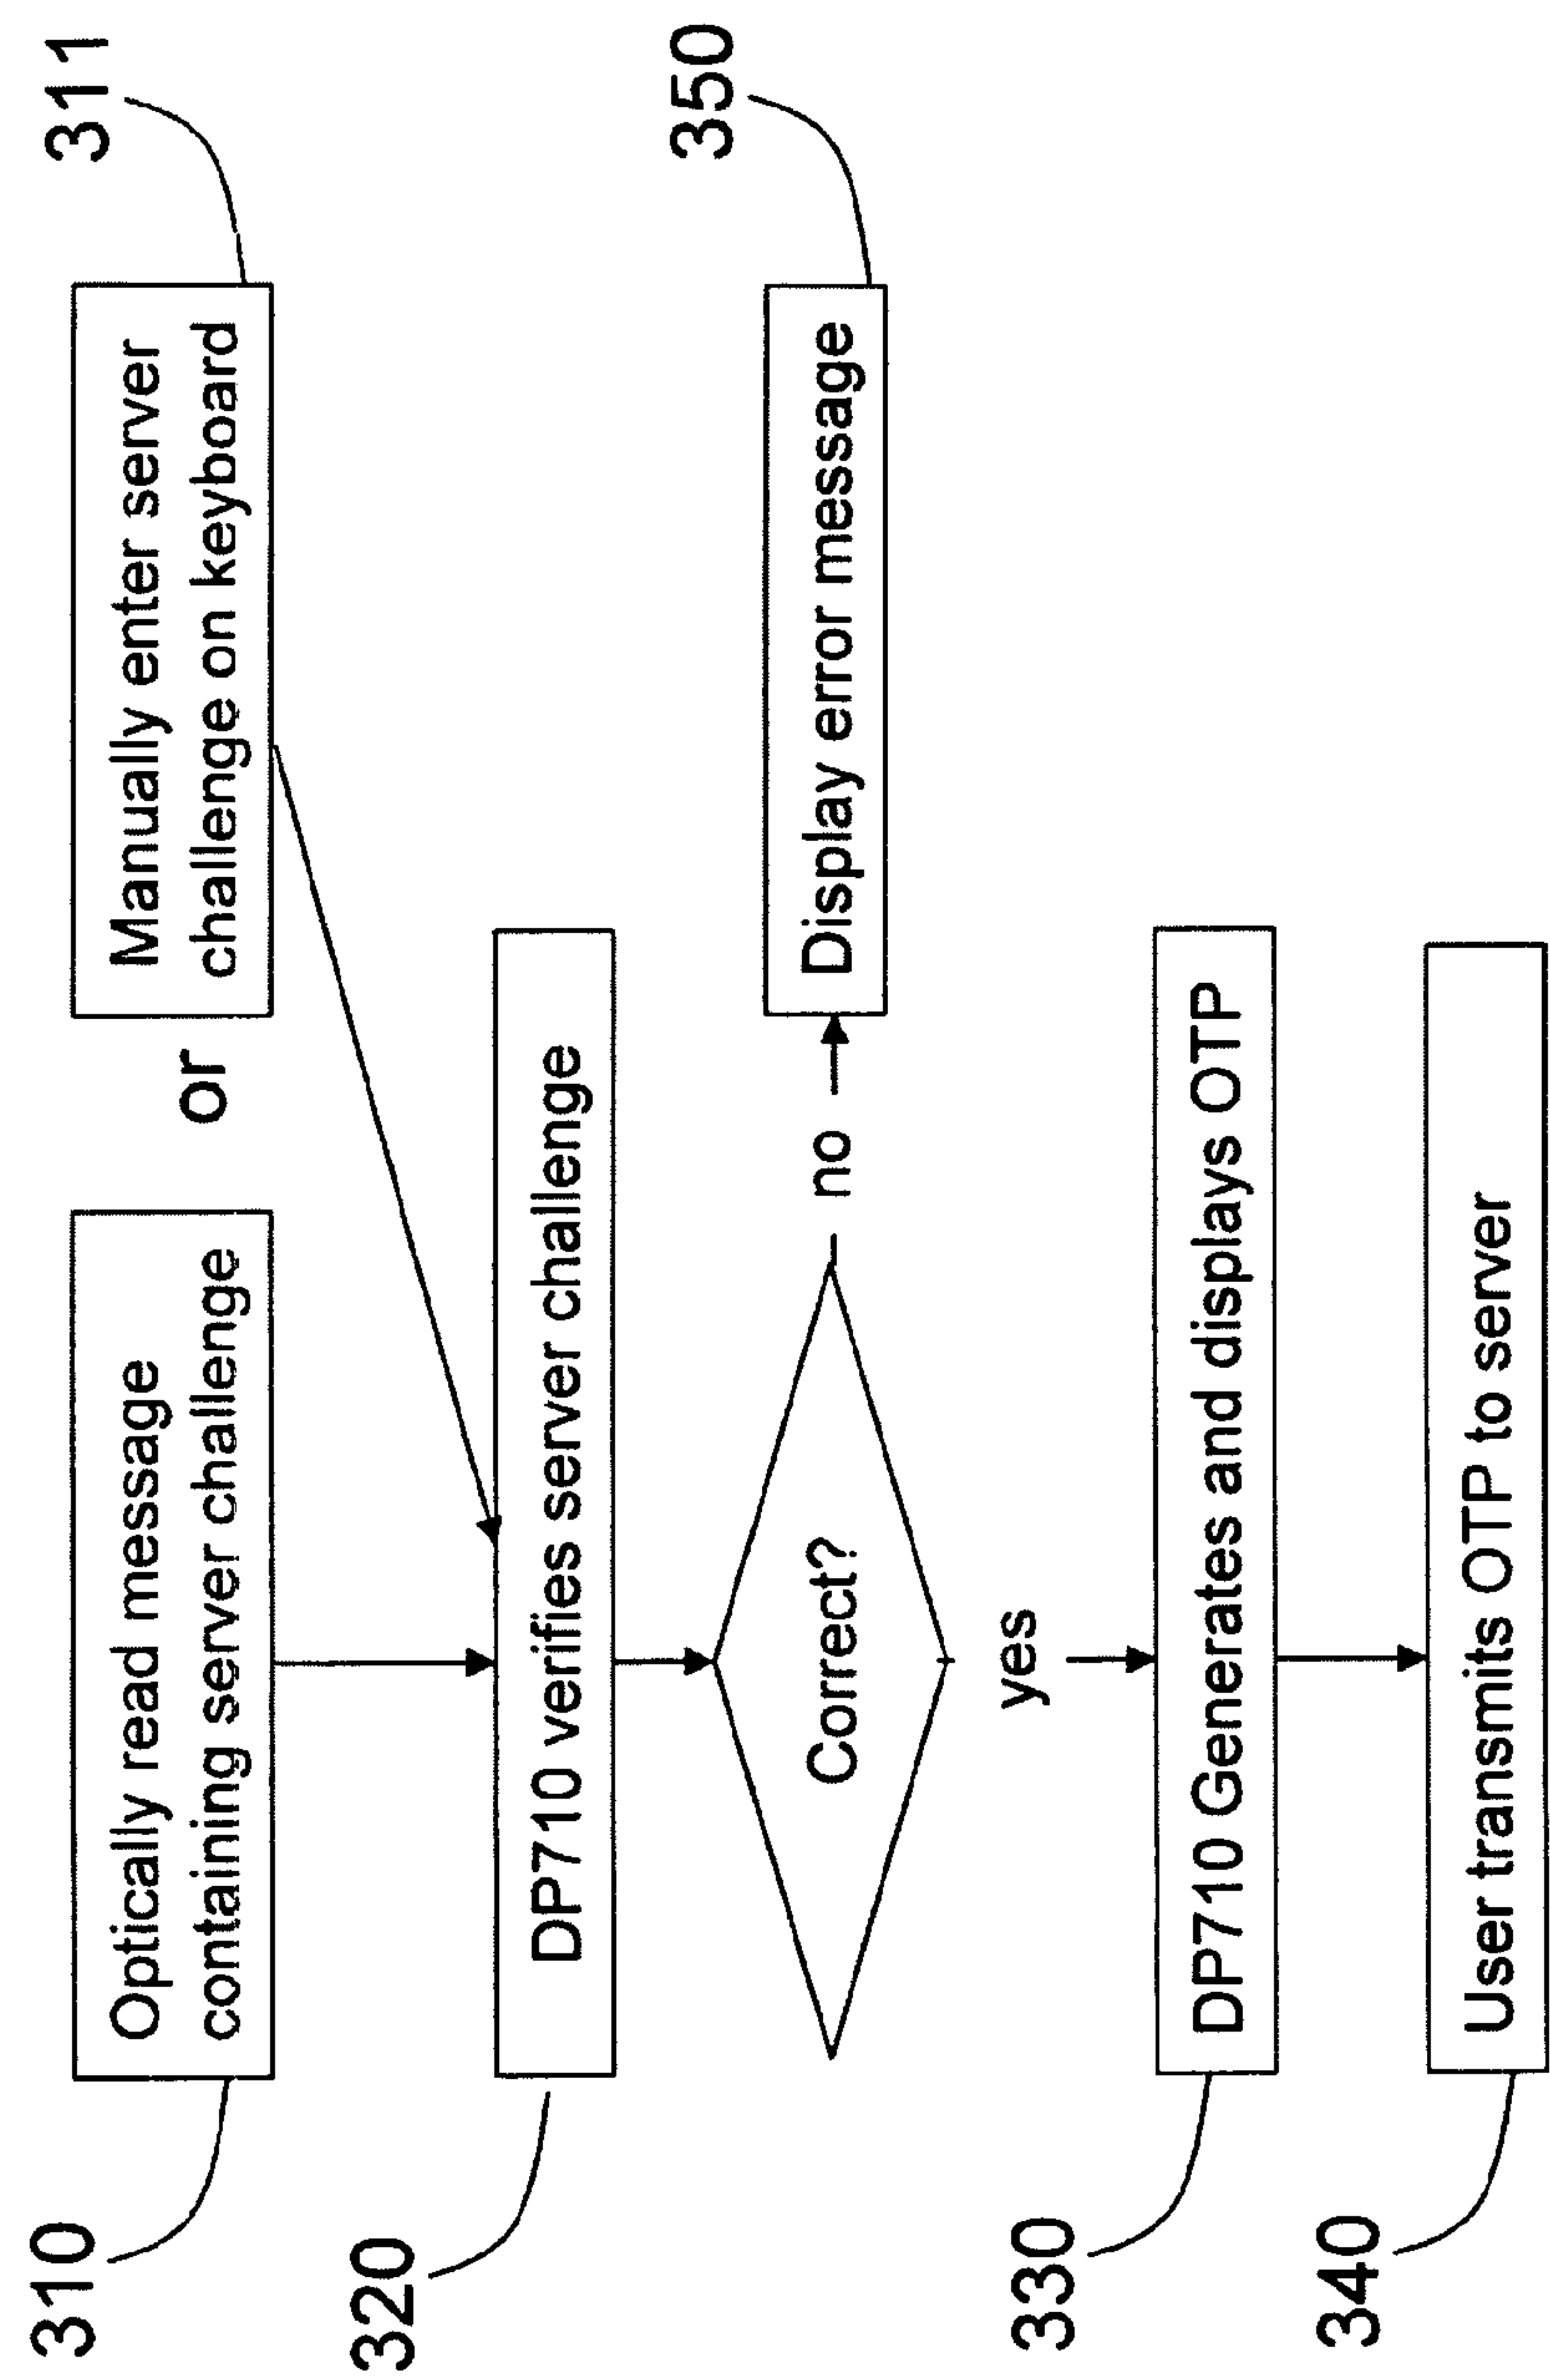 310
Optically read message
containing server challenge
or
Manually enter server
challenge on keyboard
311
320
DP710 verifies server challenge
Correct?
no
Display error message
350
yes
330
DP710 Generates and displays OTP
340
User transmits OTP to server